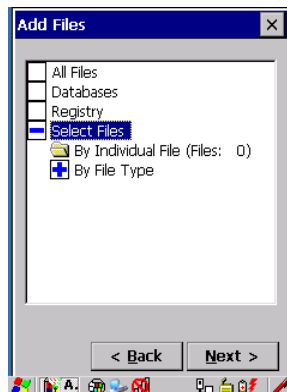 Add Files
All Files
Databases
Registry
Select Files
By Individual File (Files: 0)
By File Type
< Back
Next >
A.